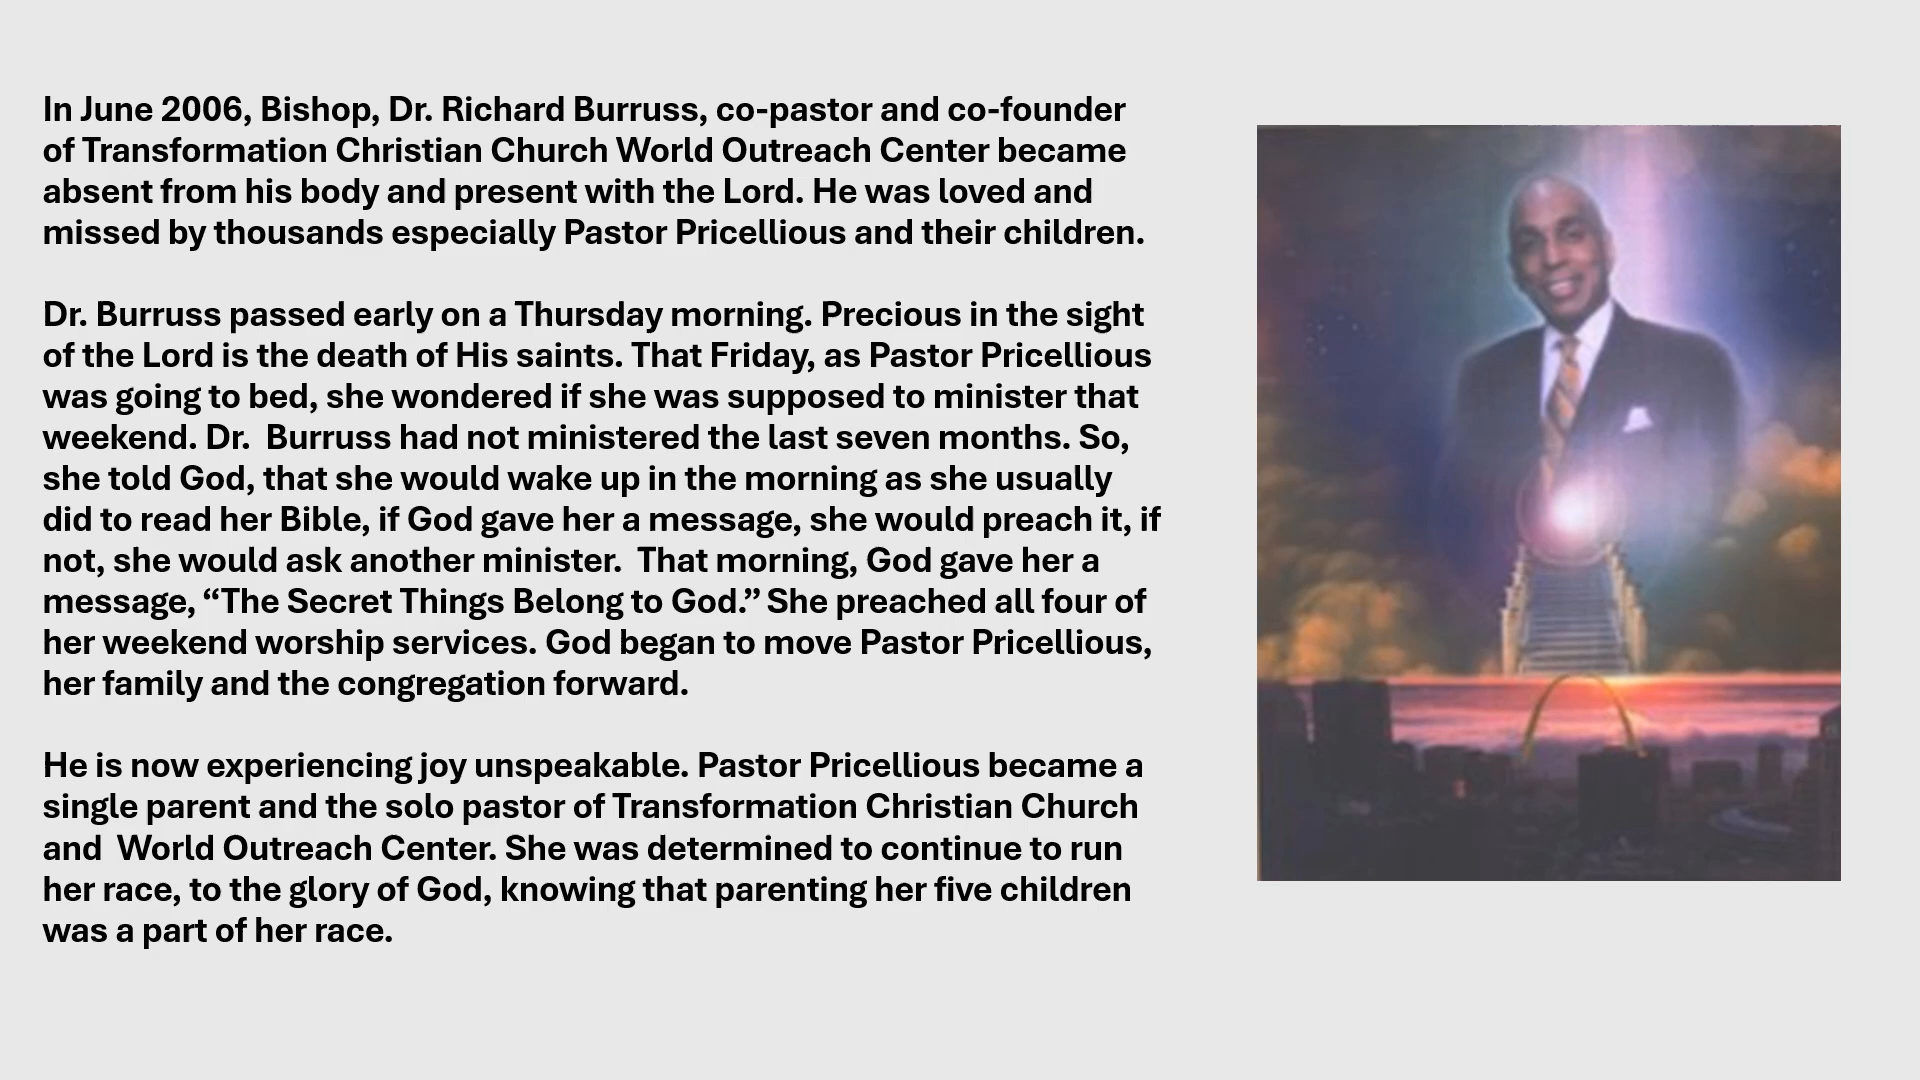 In June 2006, Bishop, Dr. Richard Burruss, co-pastor and co-founder
of Transformation Christian Church World Outreach Center became
absent from his body and present with the Lord. He was loved and
missed by thousands especially Pastor Pricellious and their children.
Dr. Burruss passed early on a Thursday morning. Precious in the sight
of the Lord is the death of His saints. That Friday, as Pastor Pricellious
was going to bed, she wondered if she was supposed to minister that
weekend. Dr.  Burruss had not ministered the last seven months. So,
she told God, that she would wake up in the morning as she usually
did to read her Bible, if God gave her a message, she would preach it, if
not, she would ask another minister.  That morning, God gave her a
message, “The Secret Things Belong to God.” She preached all four of
her weekend worship services. God began to move Pastor Pricellious,
her family and the congregation forward.
He is now experiencing joy unspeakable. Pastor Pricellious became a
single parent and the solo pastor of Transformation Christian Church
and  World Outreach Center. She was determined to continue to run
her race, to the glory of God, knowing that parenting her five children
was a part of her race.